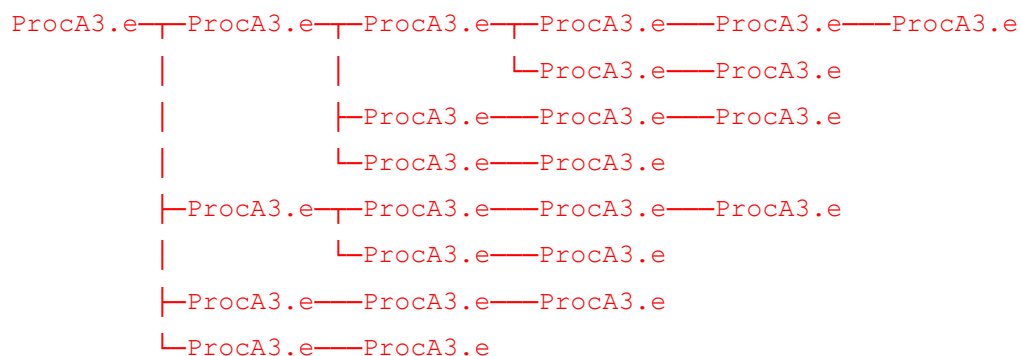 ProcA3.e─┬─ProcA3.e─┬─ProcA3.e─┬─ProcA3.e───ProcA3.e───ProcA3.e
         │          │          └─ProcA3.e───ProcA3.e
         │          ├─ProcA3.e───ProcA3.e───ProcA3.e
         │          └─ProcA3.e───ProcA3.e
         ├─ProcA3.e─┬─ProcA3.e───ProcA3.e───ProcA3.e
         │          └─ProcA3.e───ProcA3.e
         ├─ProcA3.e───ProcA3.e───ProcA3.e
         └─ProcA3.e───ProcA3.e